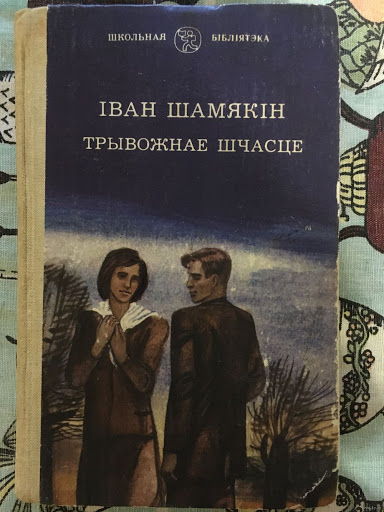 ШКОЛЬНАЯ БІБЛІЯТЭКА
ІВАН ШАМЯКІН
ТРЫВОЖНАЕ ШЧАСЦЕ